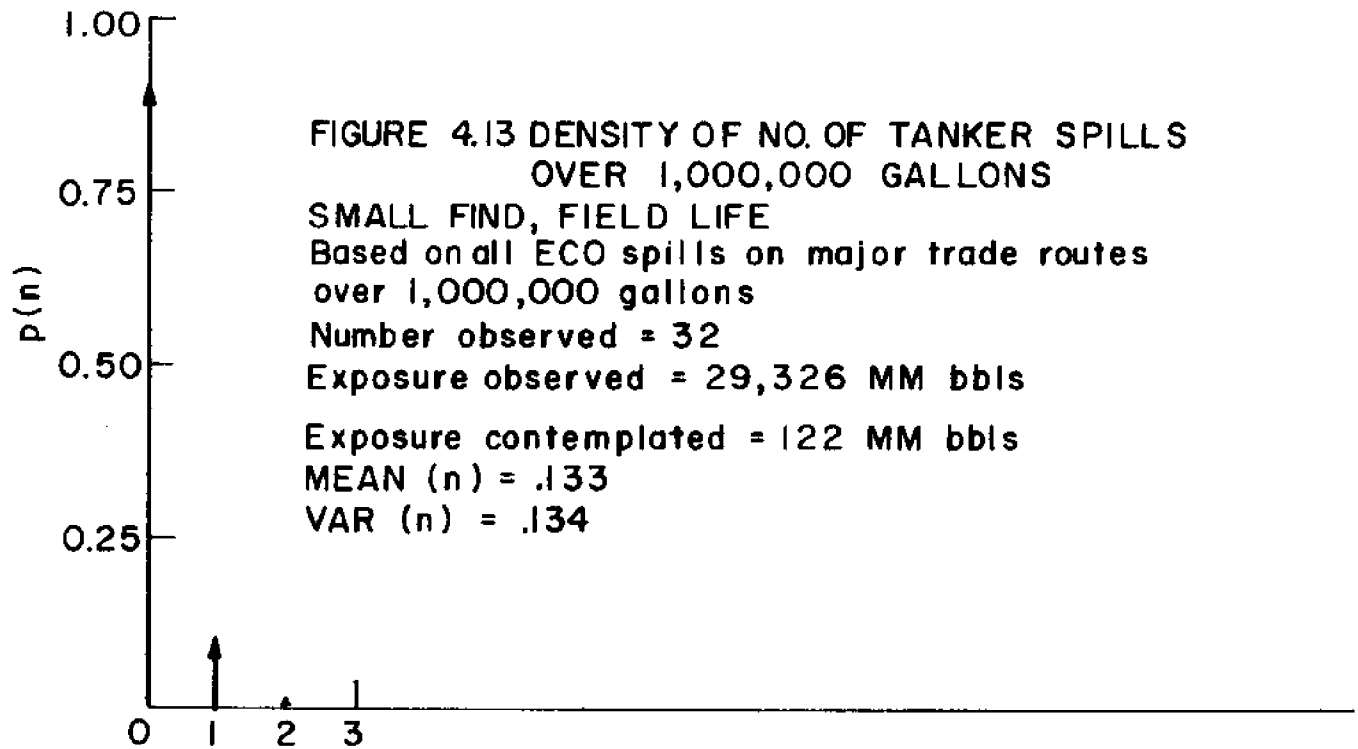 1.00
FIGURE 4.13 DENSITY OF NO. OF TANKER SPILLS
OVER 1,000,000 GALLONS
0.75
SMALL FIND, FIELD LIFE
Based on all ECO spills on major trade routes
over 1,000,000 gallons
p(n)
Number observed = 32
0.50
Exposure observed = 29,326 MM bbls
Exposure contemplated = 122 MM bbls
MEAN (n) = .133
VAR (n) = .134
0.25
0 1 2 3